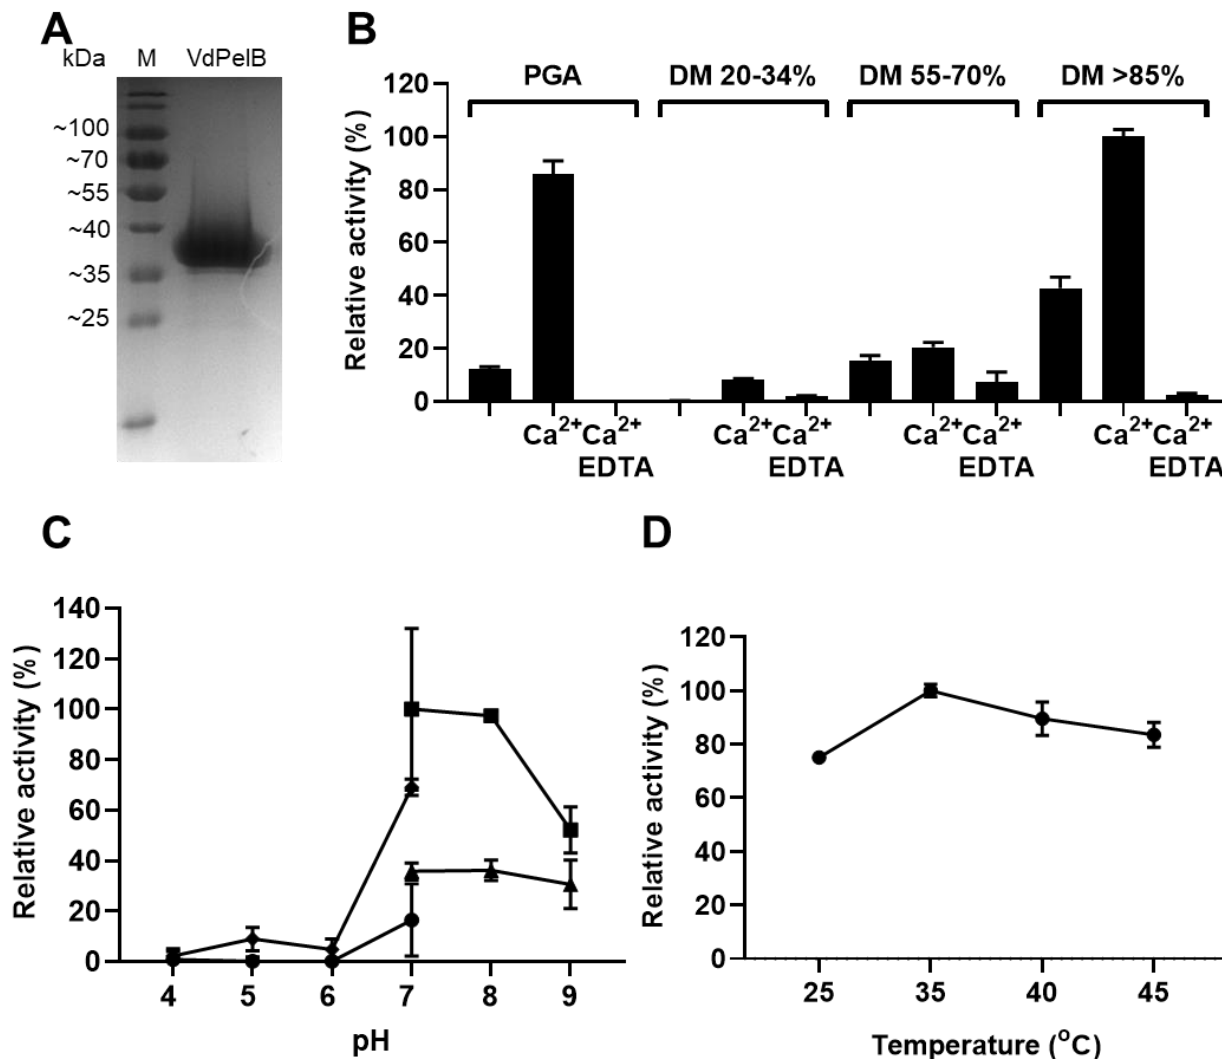 A
kDa M VdPelB
~100
~70
~55
~40
~35
~25
B
Relative activity (%)
120
100
80
60
40
20
0
PGA DM 20-34% DM 55-70% DM >85%
Ca²⁺Ca²⁺ Ca²⁺Ca²⁺ Ca²⁺Ca²⁺ Ca²⁺Ca²⁺
EDTA EDTA EDTA EDTA
C
Relative activity (%)
140
120
100
80
60
40
20
0
4 5 6 7 8 9
pH
D
Relative activity (%)
120
100
80
60
40
20
0
25 35 40 45
Temperature (°C)